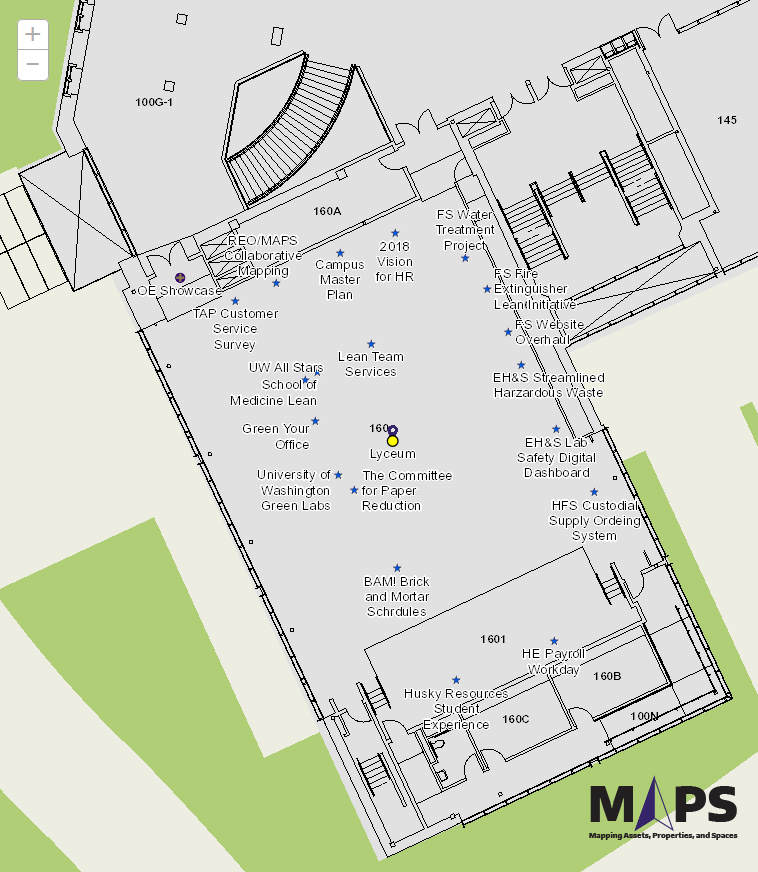 +
−
100G-1
145
160A
FS Water
Treatment
Project
2018
Vision
for HR
REO/MAPS
Collaborative
Mapping
Campus
Master
Plan
OE Showcase
FS Fire
Extinguisher
Lean Initiative
TAP Customer
Service
Survey
FS Website
Overhaul
Lean Team
Services
UW All Stars
School of
Medicine Lean
EH&S Streamlined
Harzardous Waste
Green Your
Office
160
Lyceum
EH&S Lab
Safety Digital
Dashboard
University of
Washington
Green Labs
The Committee
for Paper
Reduction
HFS Custodial
Supply Ordeing
System
BAM! Brick
and Mortar
Schrdules
1601
HE Payroll
Workday
160B
Husky Resources
Student
Experience
160C
100N
MAPS
Mapping Assets, Properties, and Spaces